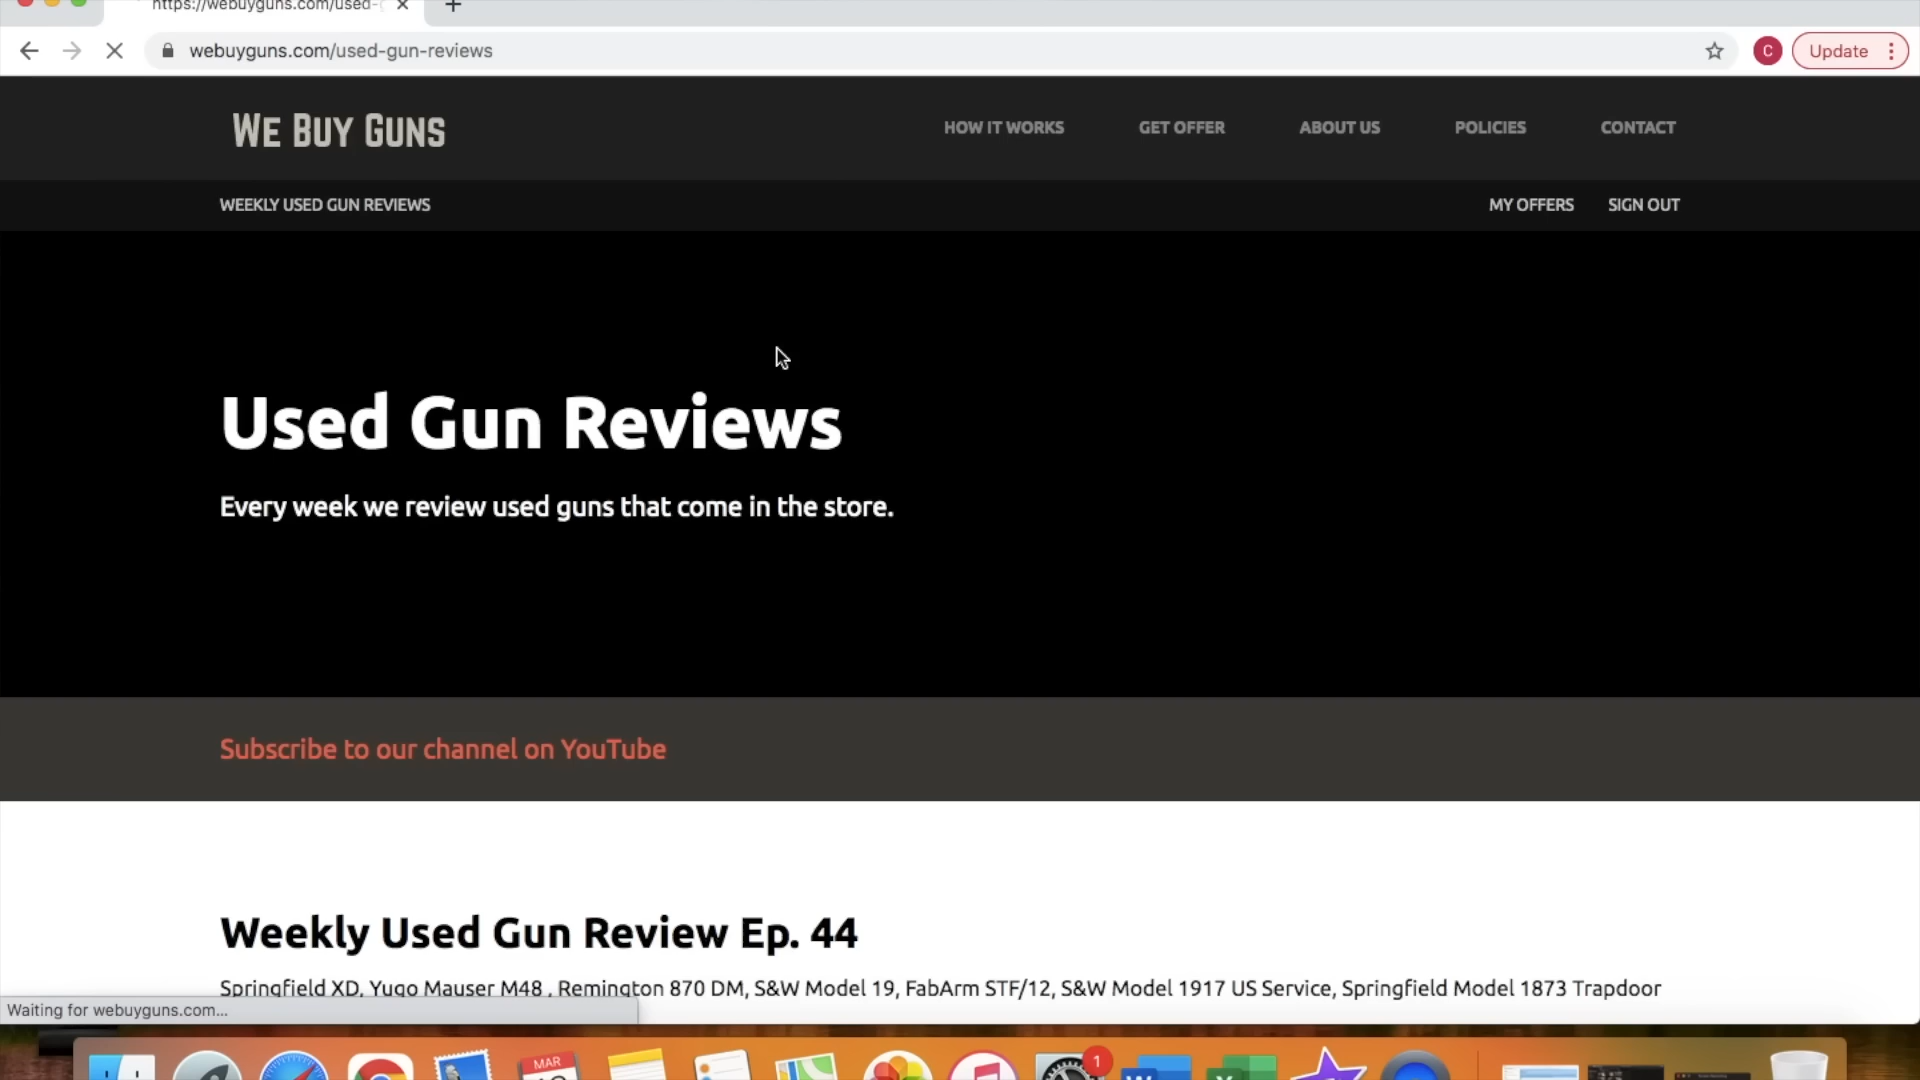 https://webuyguns.com/used-
webuyguns.com/used-gun-reviews
C
Update
WE BUY GUNS
HOW IT WORKS
GET OFFER
ABOUT US
POLICIES
CONTACT
WEEKLY USED GUN REVIEWS
MY OFFERS
SIGN OUT
Used Gun Reviews
Every week we review used guns that come in the store.
Subscribe to our channel on YouTube
Weekly Used Gun Review Ep. 44
Springfield XD, Yugo Mauser M48 , Remington 870 DM, S&W Model 19, FabArm STF/12, S&W Model 1917 US Service, Springfield Model 1873 Trapdoor
Waiting for webuyguns.com...
MAR
1
W
X